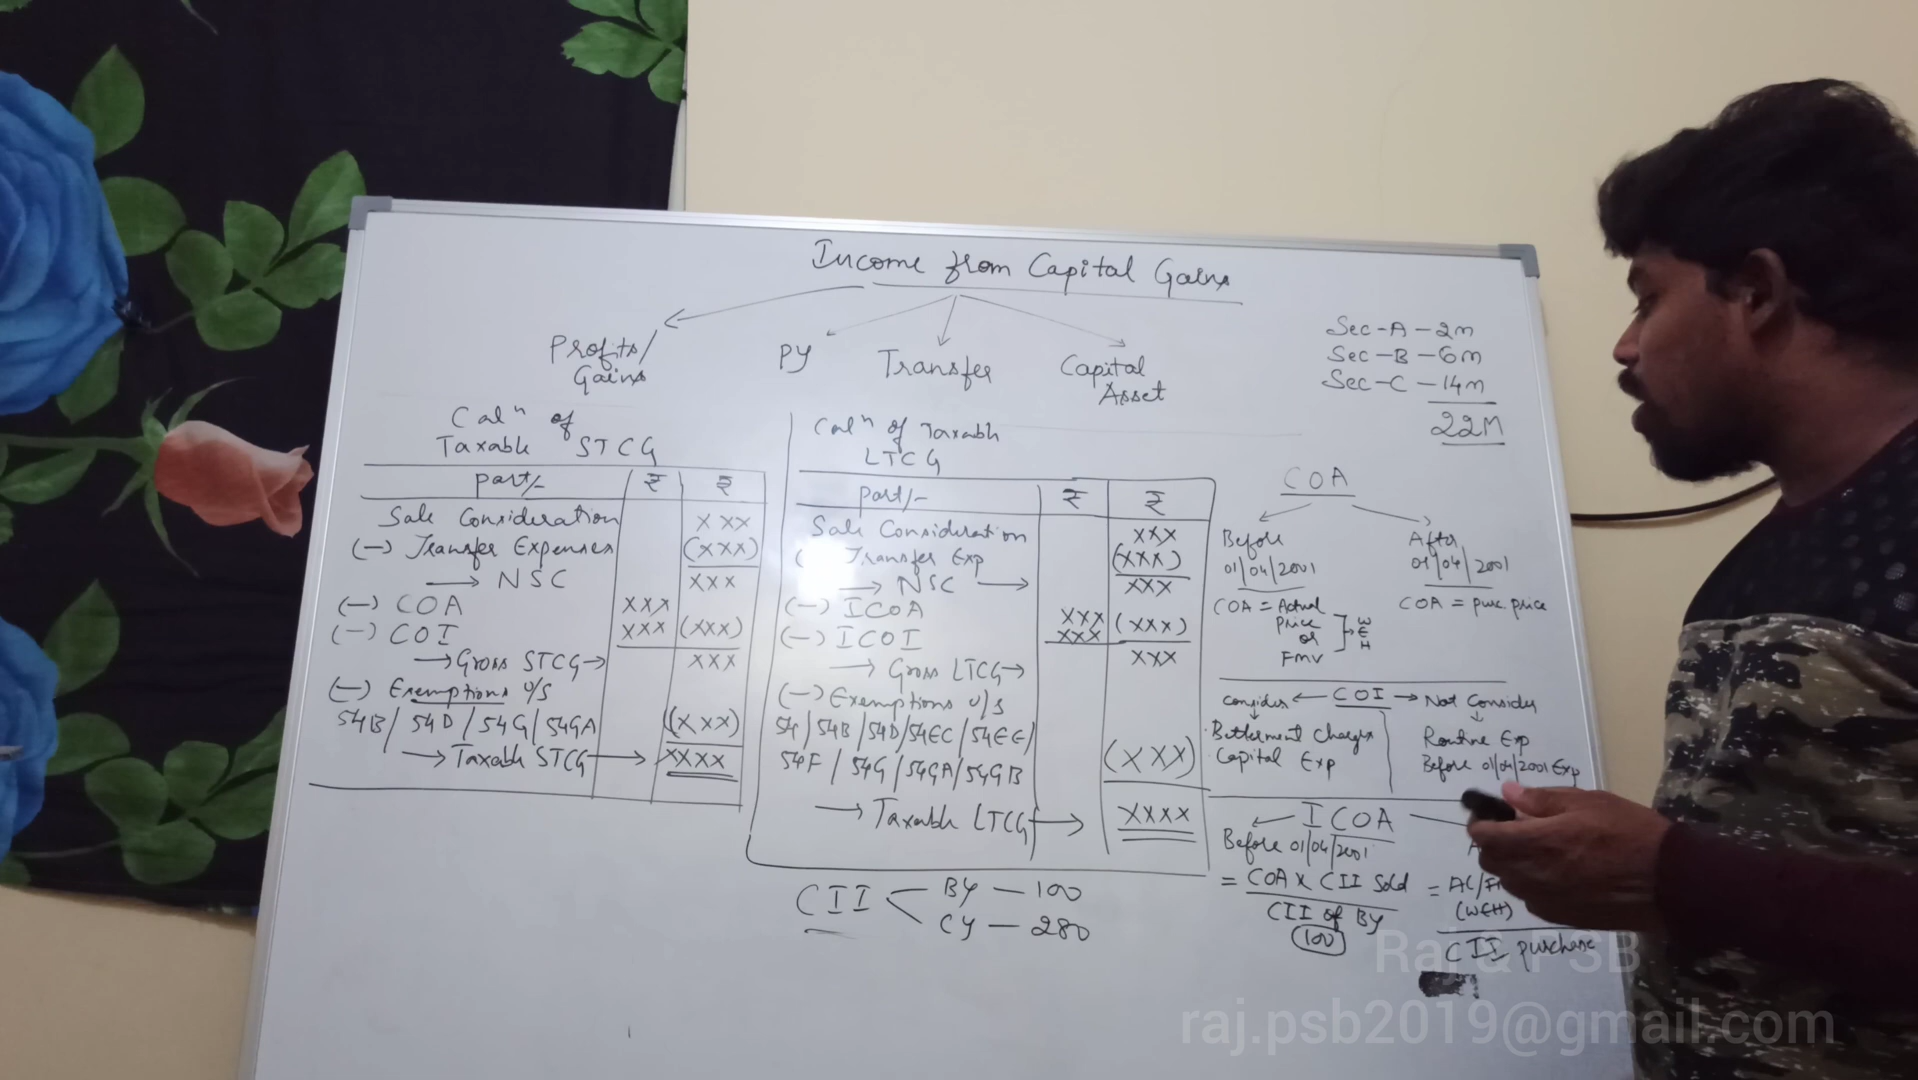 Income from Capital Gains
Profits/
Gains
PY
Transfer
Capital
Asset
Sec-A-2m
Sec-B-6m
Sec-C-14m
22M
Calⁿ of
Taxable STCG
part/- ₹ ₹
Sale Consideration xxx
(-) Transfer Expenses (xxx)
→ NSC xxx
(-) COA xxx
(-) COI xxx (xxx)
→ Gross STCG → xxx
(-) Exemptions u/s
54B/ 54D/ 54G/ 54GA (xxx)
→ Taxable STCG → xxxx
Calⁿ of Taxable
LTCG
part/- ₹ ₹
Sale Consideration xxx
( Transfer Exp (xxx)
→ NSC → xxx
(-) ICOA xxx
(-) ICOI xxx (xxx)
→ Gross LTCG → xxx
(-) Exemptions u/s
54/ 54B/ 54D/ 54EC/ 54EE/
54F/ 54G/ 54GA/ 54GB (xxx)
→ Taxable LTCG → xxxx
CII
BY - 100
CY - 280
COA
Before
01/04/2001
COA = Actual
Price
or
FMV
WEH
After
01/04/2001
COA = purc. price
consider ← COI → Not Consider
Betterment Charges
Capital Exp
Routine Exp
Before 01/04/2001 Exp
ICOA
Before 01/04/2001
= COA x CII Sold
CII of BY
100
= AC/
(WEH)
CII purchase
Raj & PSB
raj.psb2019@gmail.com